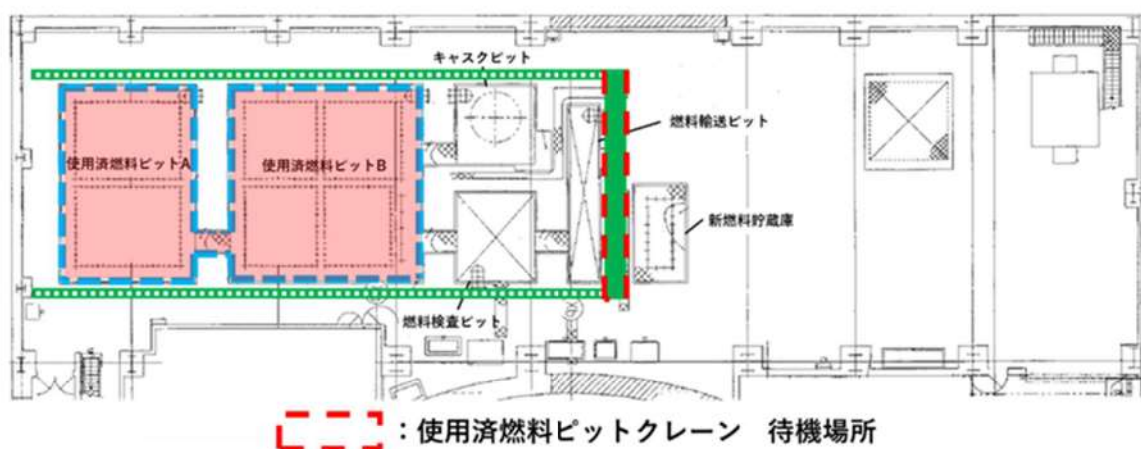 キャスクピット
燃料輸送ピット
使用済燃料ピットA
使用済燃料ピットB
新燃料貯蔵庫
燃料検査ピット
：使用済燃料ピットクレーン　待機場所